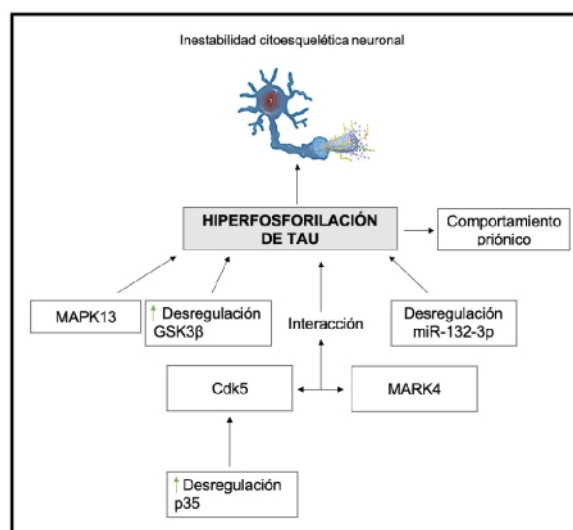 Inestabilidad citoesquelética neuronal
HIPERFOSFORILACIÓN
DE TAU
Comportamiento
priónico
MAPK13
↑ Desregulación
GSK3β
Interacción
Desregulación
miR-132-3p
Cdk5
MARK4
↑ Desregulación
p35